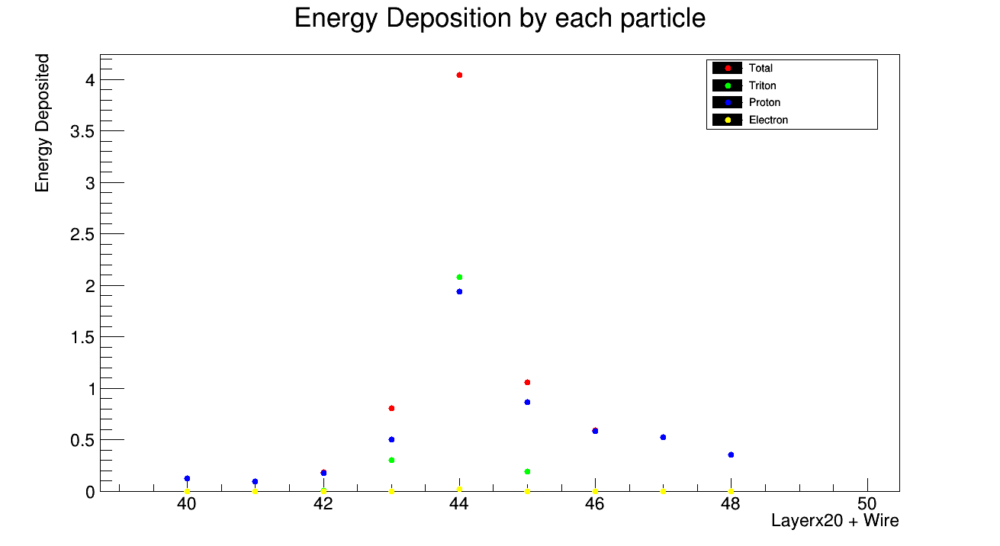 Energy Deposition by each particle
Energy Deposited
Total
Triton
Proton
Electron
4
3.5
3
2.5
2
1.5
1
0.5
0
40 42 44 46 48 50
Layerx20 + Wire